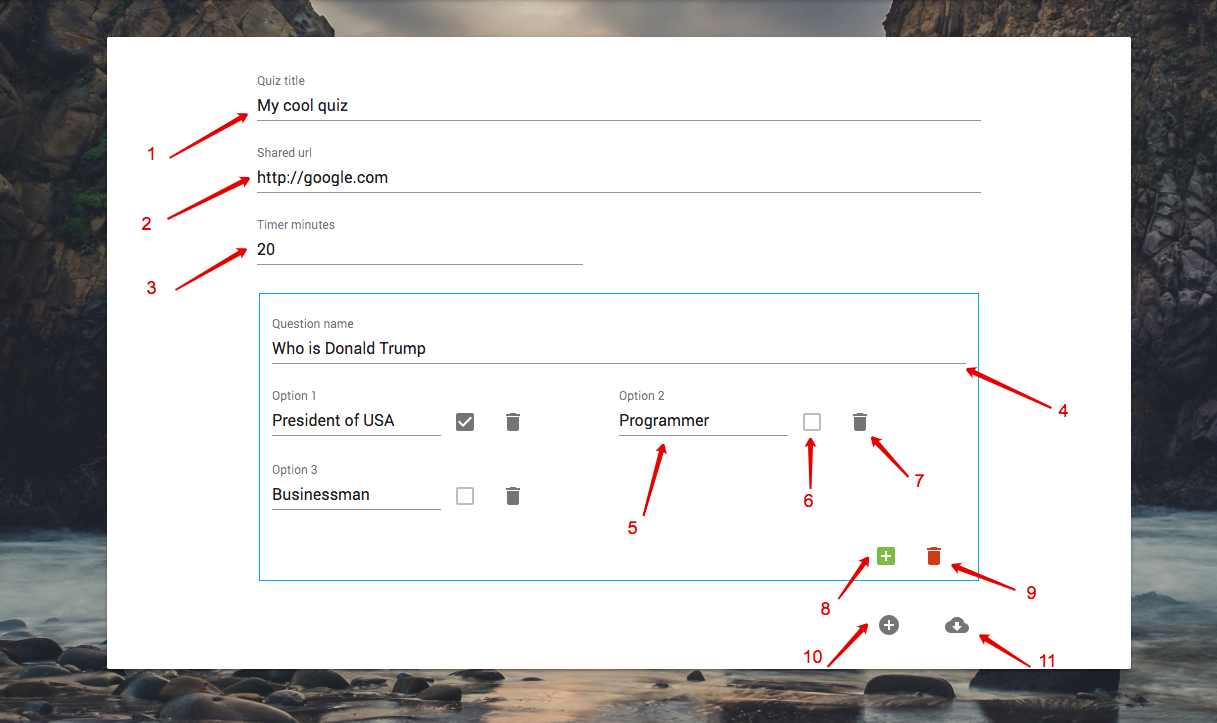 Quiz title
My cool quiz
1
Shared url
http://google.com
2
Timer minutes
20
3
Question name
Who is Donald Trump
4
Option 1
President of USA
Option 2
Programmer
5
6
7
Option 3
Businessman
8
9
10
11